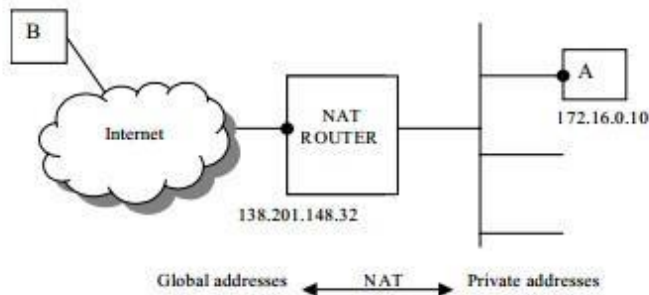 B
A
NAT
ROUTER
Internet
172.16.0.10
138.201.148.32
Global addresses NAT Private addresses